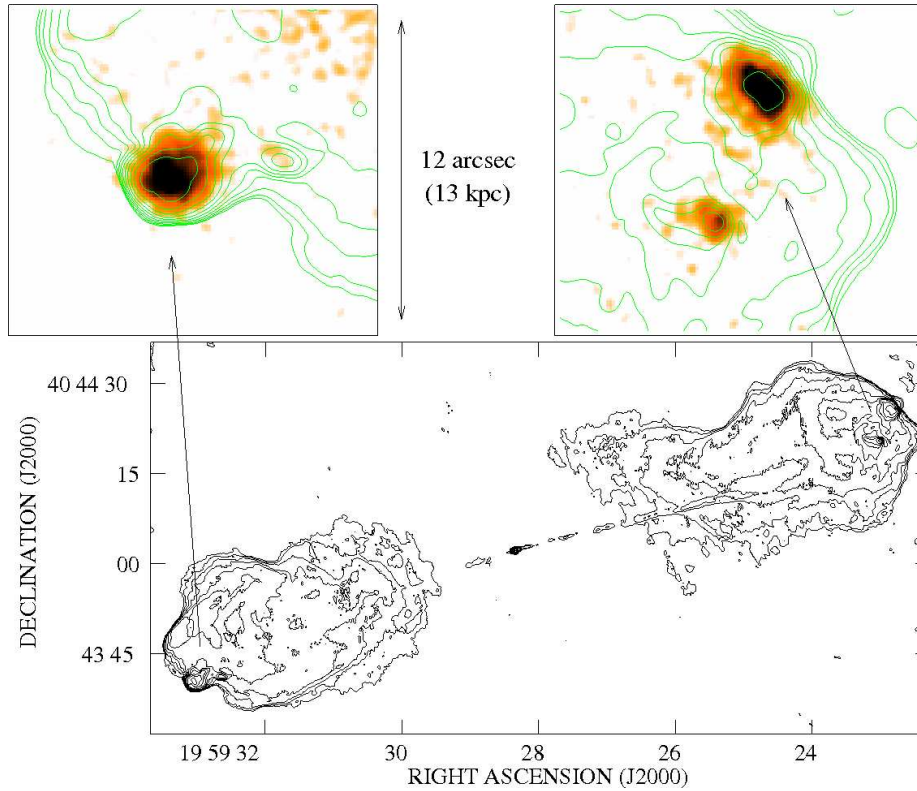 12 arcsec
(13 kpc)
DECLINATION (J2000)
40 44 30
15
00
43 45
19 59 32
30
28
26
24
RIGHT ASCENSION (J2000)